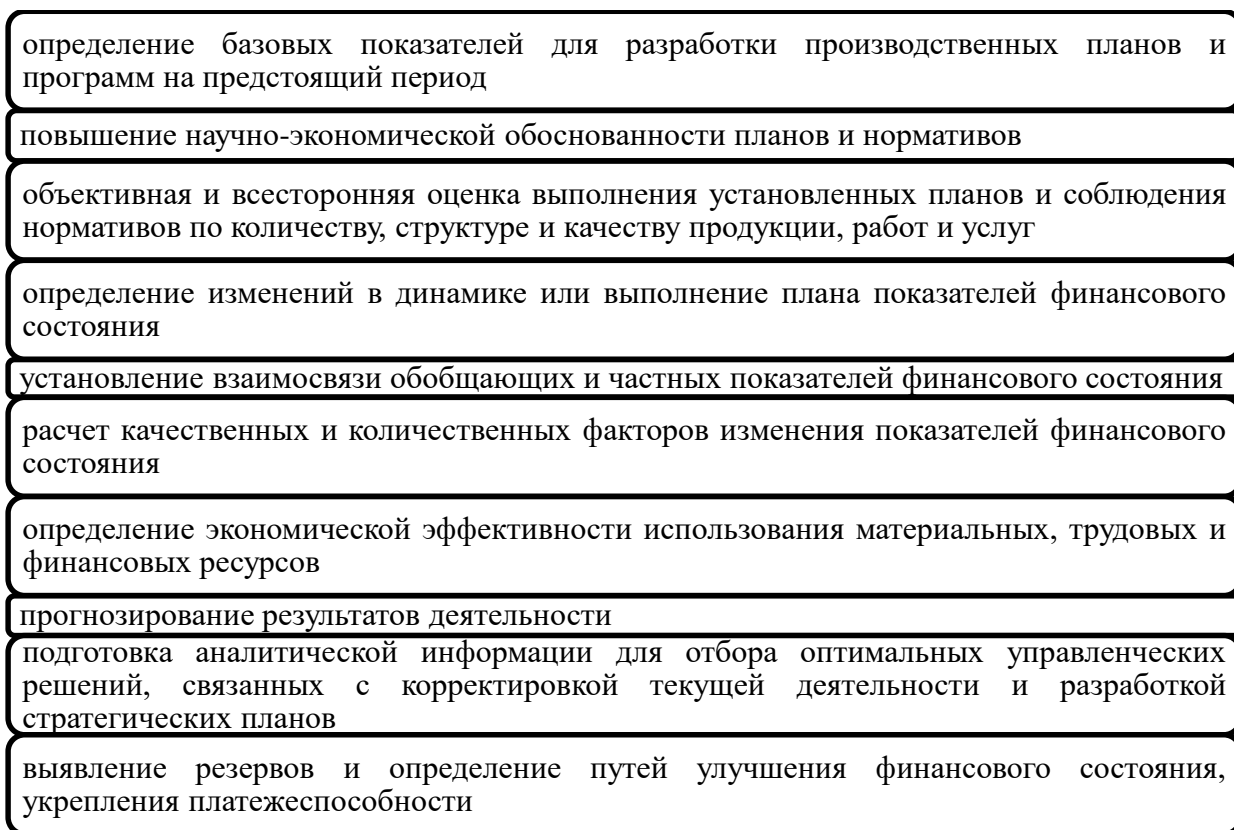 определение базовых показателей для разработки производственных планов и
программ на предстоящий период
повышение научно-экономической обоснованности планов и нормативов
объективная и всесторонняя оценка выполнения установленных планов и соблюдения
нормативов по количеству, структуре и качеству продукции, работ и услуг
определение изменений в динамике или выполнение плана показателей финансового
состояния
установление взаимосвязи обобщающих и частных показателей финансового состояния
расчет качественных и количественных факторов изменения показателей финансового
состояния
определение экономической эффективности использования материальных, трудовых и
финансовых ресурсов
прогнозирование результатов деятельности
подготовка аналитической информации для отбора оптимальных управленческих
решений, связанных с корректировкой текущей деятельности и разработкой
стратегических планов
выявление резервов и определение путей улучшения финансового состояния,
укрепления платежеспособности